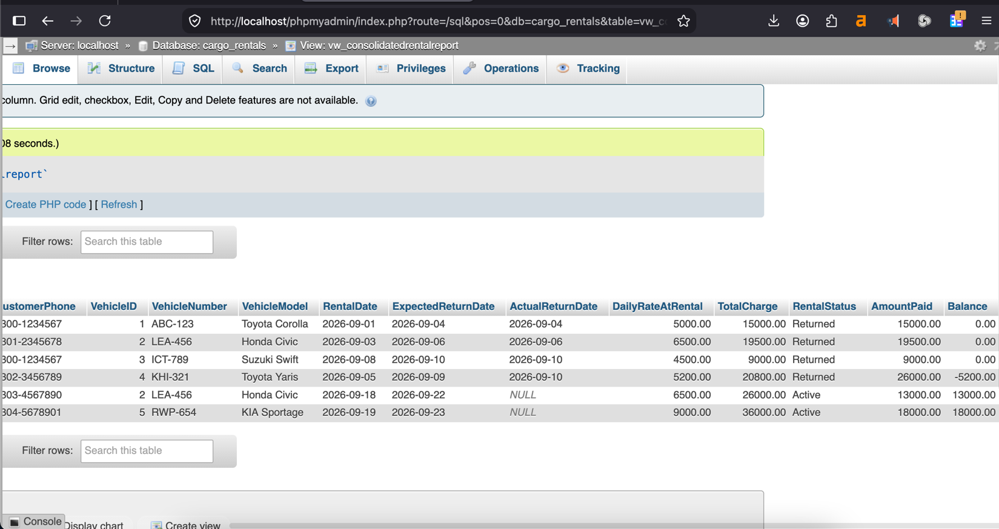 http://localhost/phpmyadmin/index.php?route=/sql&pos=0&db=cargo_rentals&table=vw_c
Server: localhost » Database: cargo_rentals » View: vw_consolidatedrentalreport
Browse Structure SQL Search Export Privileges Operations Tracking
column. Grid edit, checkbox, Edit, Copy and Delete features are not available.
08 seconds.)
lreport`
Create PHP code ] [ Refresh ]
Filter rows: Search this table
ustomerPhone VehicleID VehicleNumber VehicleModel RentalDate ExpectedReturnDate ActualReturnDate DailyRateAtRental TotalCharge RentalStatus AmountPaid Balance
300-1234567 1 ABC-123 Toyota Corolla 2026-09-01 2026-09-04 2026-09-04 5000.00 15000.00 Returned 15000.00 0.00
301-2345678 2 LEA-456 Honda Civic 2026-09-03 2026-09-06 2026-09-06 6500.00 19500.00 Returned 19500.00 0.00
300-1234567 3 ICT-789 Suzuki Swift 2026-09-08 2026-09-10 2026-09-10 4500.00 9000.00 Returned 9000.00 0.00
302-3456789 4 KHI-321 Toyota Yaris 2026-09-05 2026-09-09 2026-09-10 5200.00 20800.00 Returned 26000.00 -5200.00
303-4567890 2 LEA-456 Honda Civic 2026-09-18 2026-09-22 NULL 6500.00 26000.00 Active 13000.00 13000.00
304-5678901 5 RWP-654 KIA Sportage 2026-09-19 2026-09-23 NULL 9000.00 36000.00 Active 18000.00 18000.00
Filter rows: Search this table
Console Display chart Create view